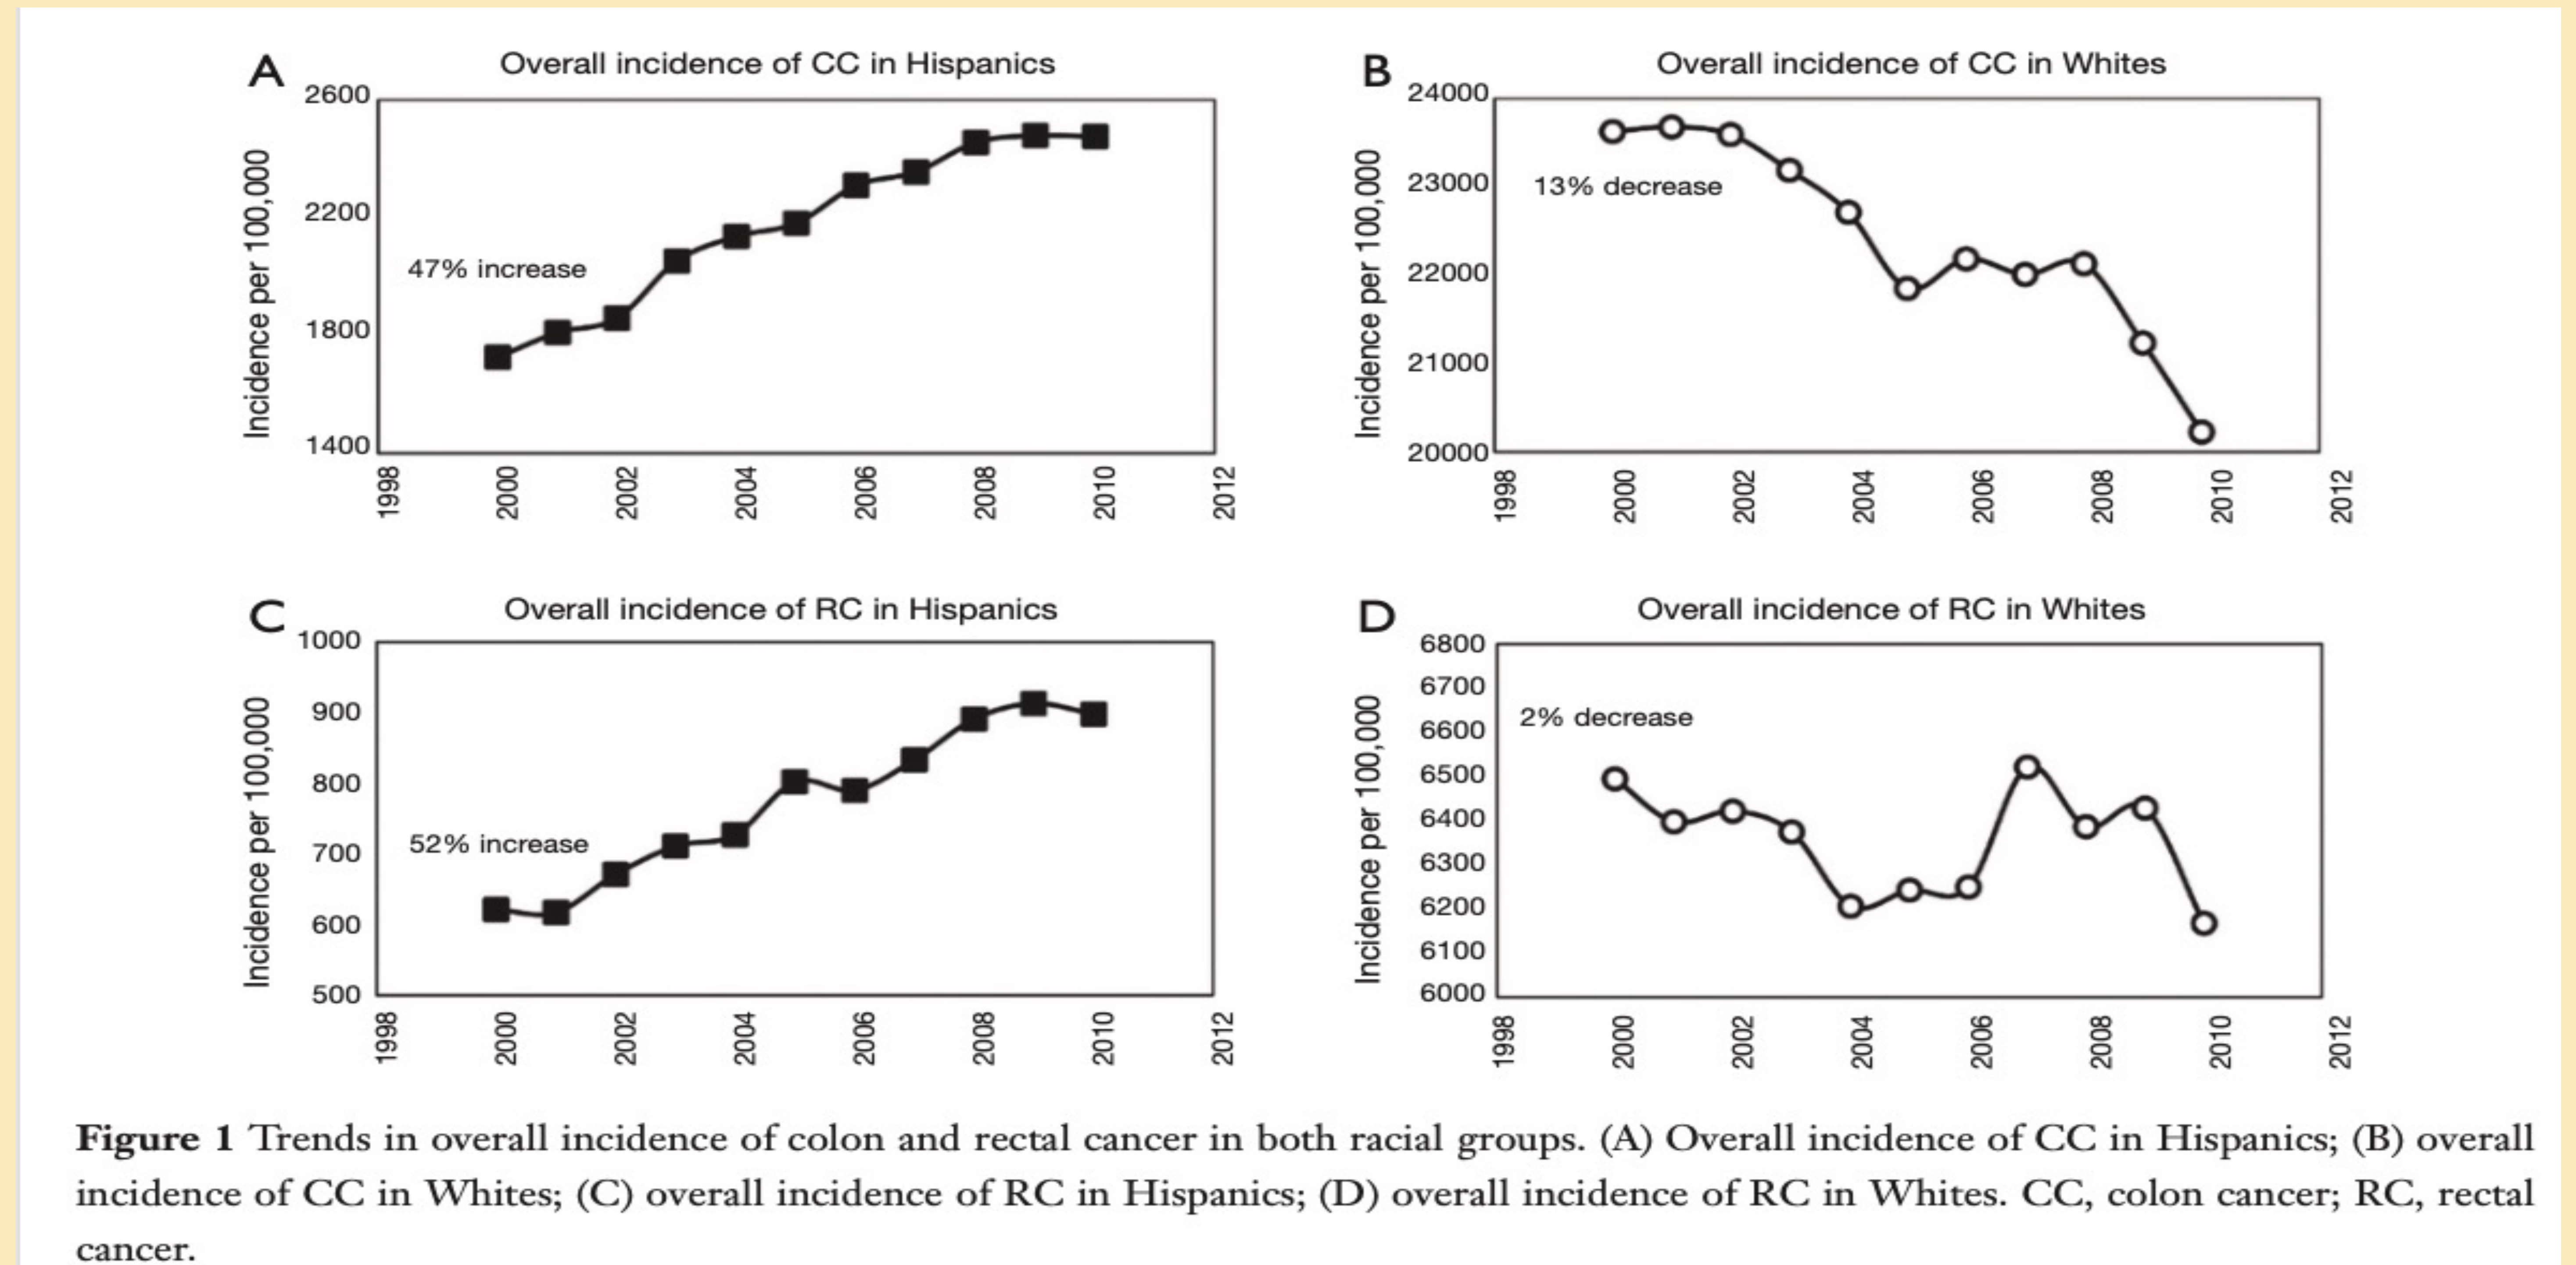 A
Overall incidence of CC in Hispanics
2600
2200
1800
1400
Incidence per 100,000
47% increase
1998
2000
2002
2004
2006
2008
2010
2012
B
Overall incidence of CC in Whites
24000
23000
22000
21000
20000
Incidence per 100,000
13% decrease
1998
2000
2002
2004
2006
2008
2010
2012
C
Overall incidence of RC in Hispanics
1000
900
800
700
600
500
Incidence per 100,000
52% increase
1998
2000
2002
2004
2006
2008
2010
2012
D
Overall incidence of RC in Whites
6800
6700
6600
6500
6400
6300
6200
6100
6000
Incidence per 100,000
2% decrease
1998
2000
2002
2004
2006
2008
2010
2012
Figure 1 Trends in overall incidence of colon and rectal cancer in both racial groups. (A) Overall incidence of CC in Hispanics; (B) overall
incidence of CC in Whites; (C) overall incidence of RC in Hispanics; (D) overall incidence of RC in Whites. CC, colon cancer; RC, rectal
cancer.